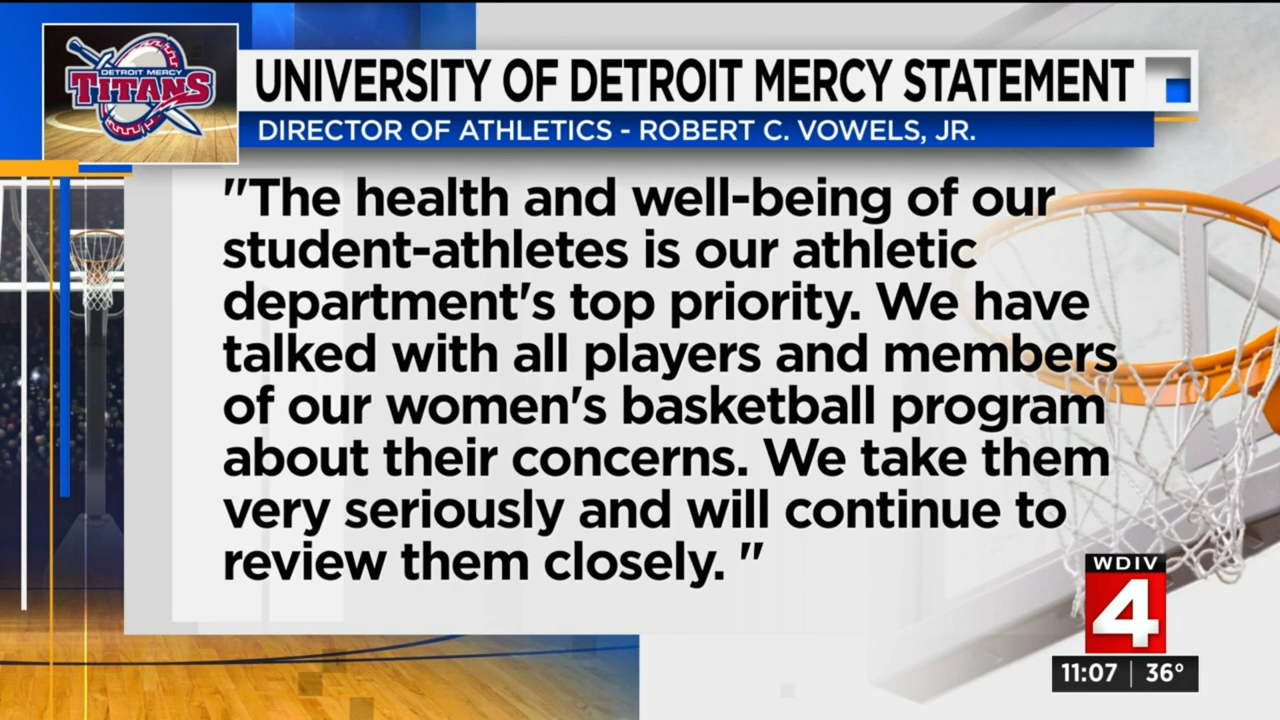 DETROIT MERCY
TITANS
UNIVERSITY OF DETROIT MERCY STATEMENT
DIRECTOR OF ATHLETICS - ROBERT C. VOWELS, JR.
"The health and well-being of our
student-athletes is our athletic
department's top priority. We have
talked with all players and members
of our women's basketball program
about their concerns. We take them
very seriously and will continue to
review them closely. "
WDIV
4
11:07 | 36°